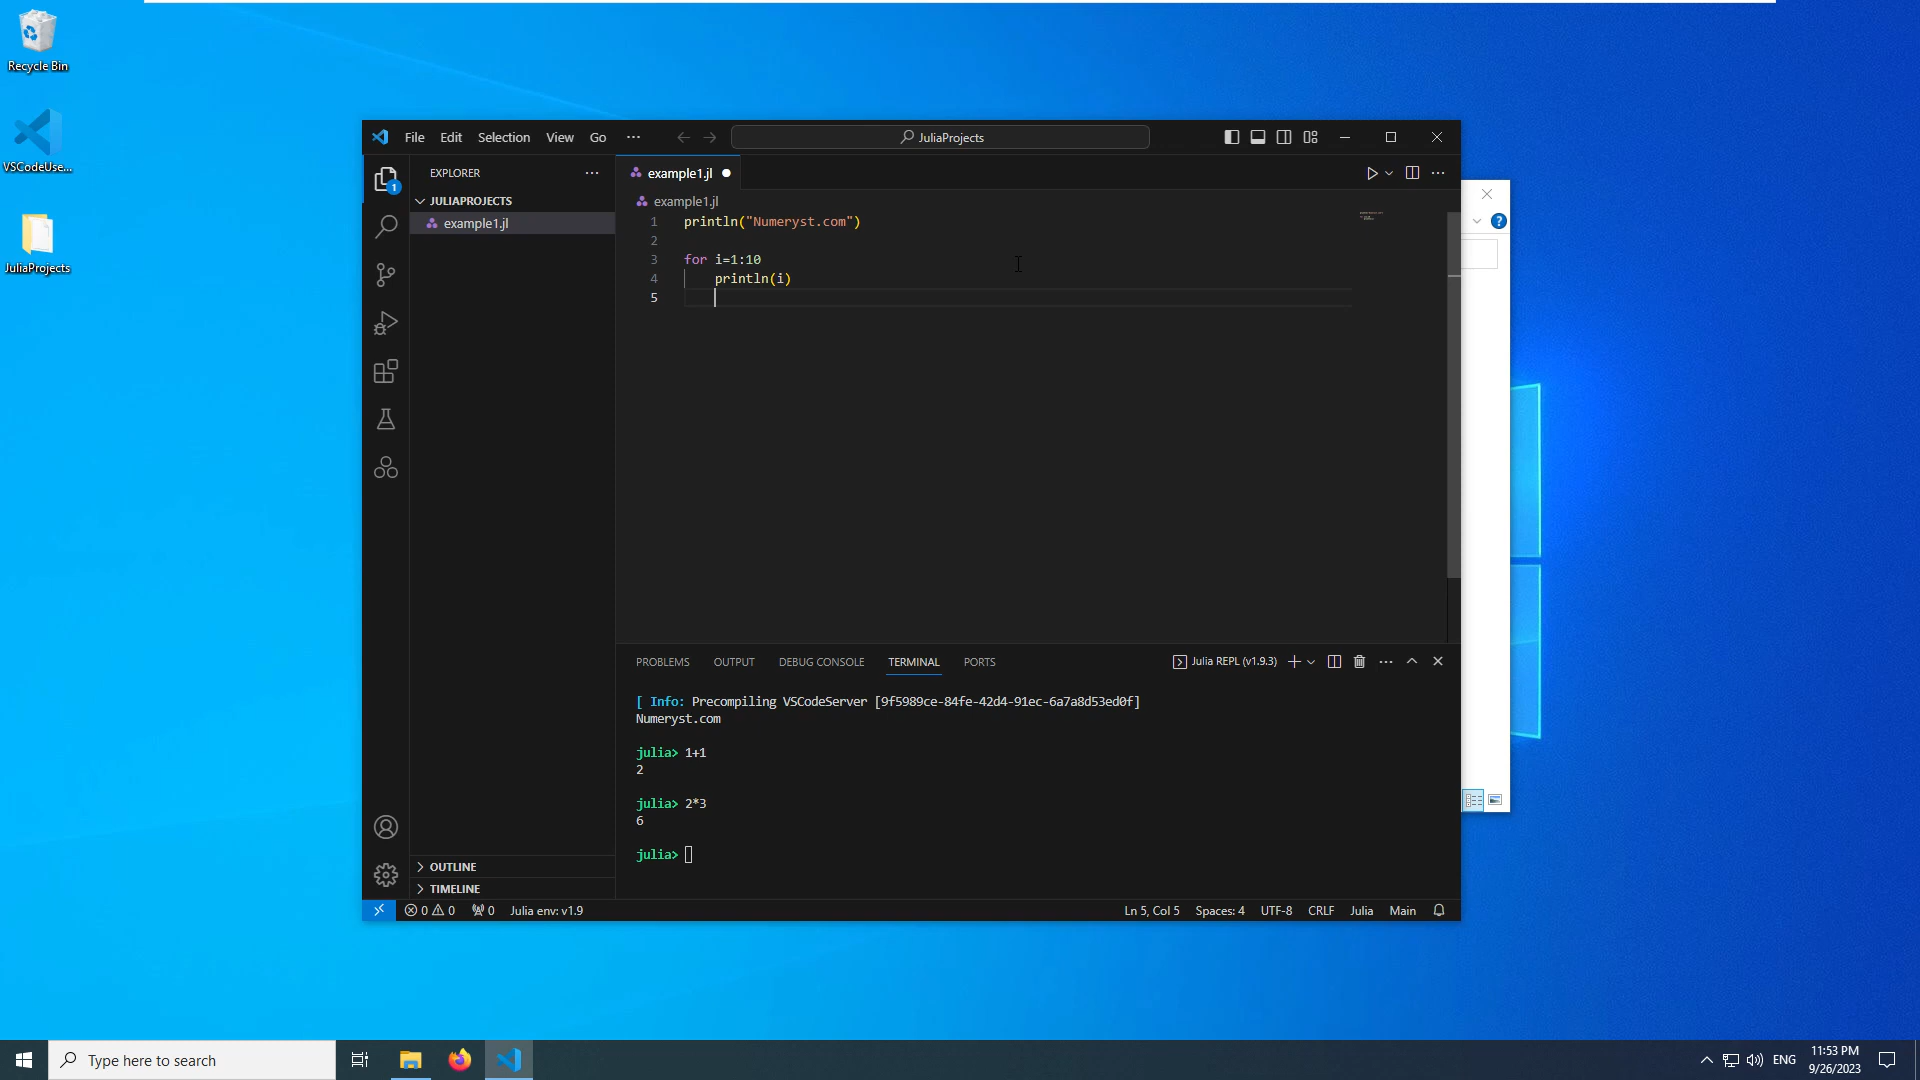 Recycle Bin
VSCodeUse...
JuliaProjects
File Edit Selection View Go ··· JuliaProjects
EXPLORER ···
JULIAPROJECTS
example1.jl
OUTLINE
TIMELINE
example1.jl
example1.jl
1 println("Numeryst.com")
2
3 for i=1:10
4 println(i)
5
PROBLEMS OUTPUT DEBUG CONSOLE TERMINAL PORTS Julia REPL (v1.9.3)
[ Info: Precompiling VSCodeServer [9f5989ce-84fe-42d4-91ec-6a7a8d53ed0f]
Numeryst.com
julia> 1+1
2
julia> 2*3
6
julia>
0 0 0 Julia env: v1.9 Ln 5, Col 5 Spaces: 4 UTF-8 CRLF Julia Main
Type here to search
ENG
11:53 PM
9/26/2023